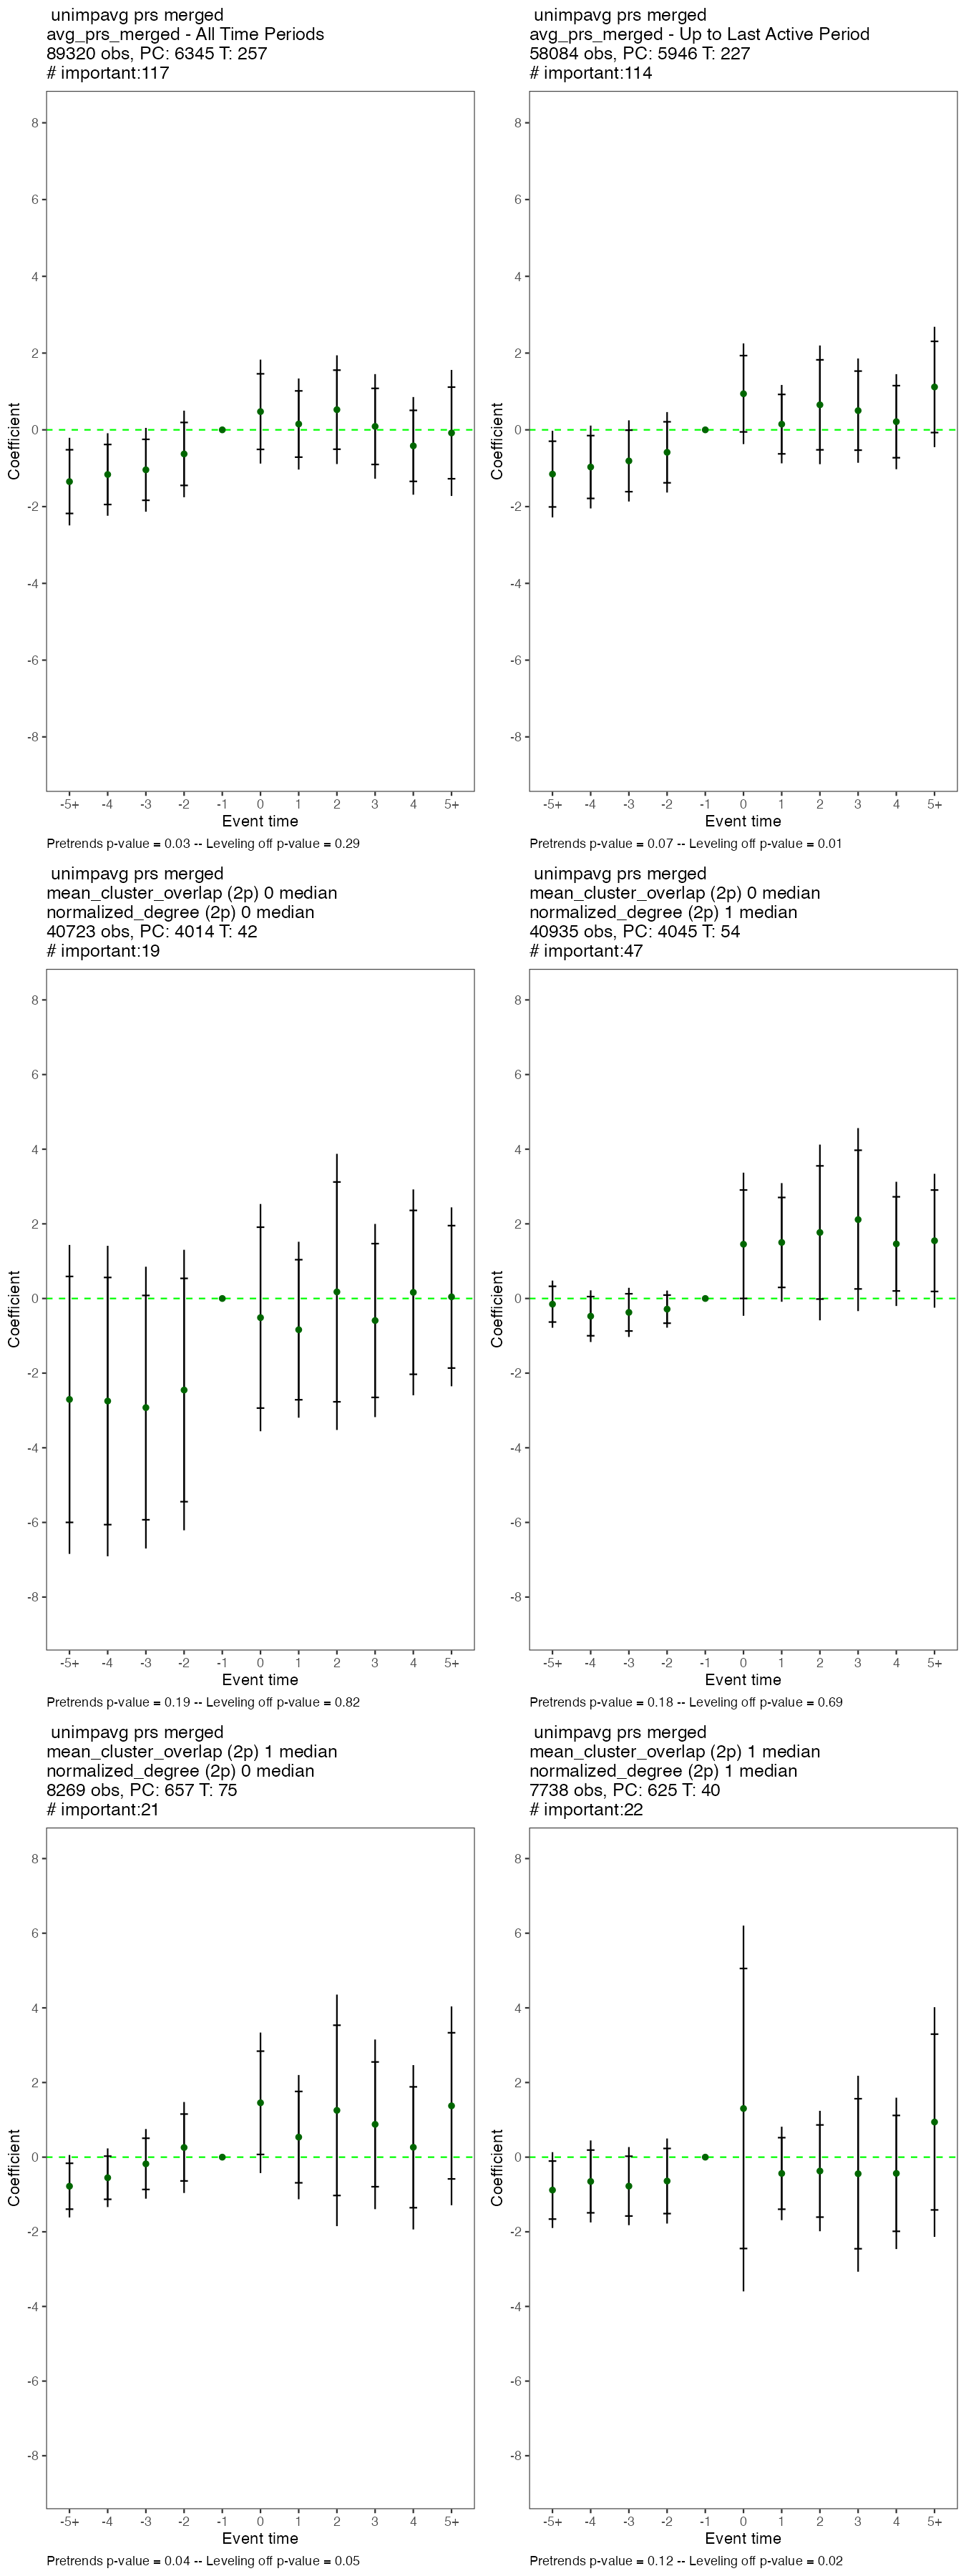 unimpavg prs merged
avg_prs_merged - All Time Periods
89320 obs, PC: 6345 T: 257
# important:117
8
6
4
2
0
-2
-4
-6
-8
Coefficient
-5+ -4 -3 -2 -1 0 1 2 3 4 5+
Event time
Pretrends p-value = 0.03 -- Leveling off p-value = 0.29
unimpavg prs merged
avg_prs_merged - Up to Last Active Period
58084 obs, PC: 5946 T: 227
# important:114
8
6
4
2
0
-2
-4
-6
-8
Coefficient
-5+ -4 -3 -2 -1 0 1 2 3 4 5+
Event time
Pretrends p-value = 0.07 -- Leveling off p-value = 0.01
unimpavg prs merged
mean_cluster_overlap (2p) 0 median
normalized_degree (2p) 0 median
40723 obs, PC: 4014 T: 42
# important:19
8
6
4
2
0
-2
-4
-6
-8
Coefficient
-5+ -4 -3 -2 -1 0 1 2 3 4 5+
Event time
Pretrends p-value = 0.19 -- Leveling off p-value = 0.82
unimpavg prs merged
mean_cluster_overlap (2p) 0 median
normalized_degree (2p) 1 median
40935 obs, PC: 4045 T: 54
# important:47
8
6
4
2
0
-2
-4
-6
-8
Coefficient
-5+ -4 -3 -2 -1 0 1 2 3 4 5+
Event time
Pretrends p-value = 0.18 -- Leveling off p-value = 0.69
unimpavg prs merged
mean_cluster_overlap (2p) 1 median
normalized_degree (2p) 0 median
8269 obs, PC: 657 T: 75
# important:21
8
6
4
2
0
-2
-4
-6
-8
Coefficient
-5+ -4 -3 -2 -1 0 1 2 3 4 5+
Event time
Pretrends p-value = 0.04 -- Leveling off p-value = 0.05
unimpavg prs merged
mean_cluster_overlap (2p) 1 median
normalized_degree (2p) 1 median
7738 obs, PC: 625 T: 40
# important:22
8
6
4
2
0
-2
-4
-6
-8
Coefficient
-5+ -4 -3 -2 -1 0 1 2 3 4 5+
Event time
Pretrends p-value = 0.12 -- Leveling off p-value = 0.02